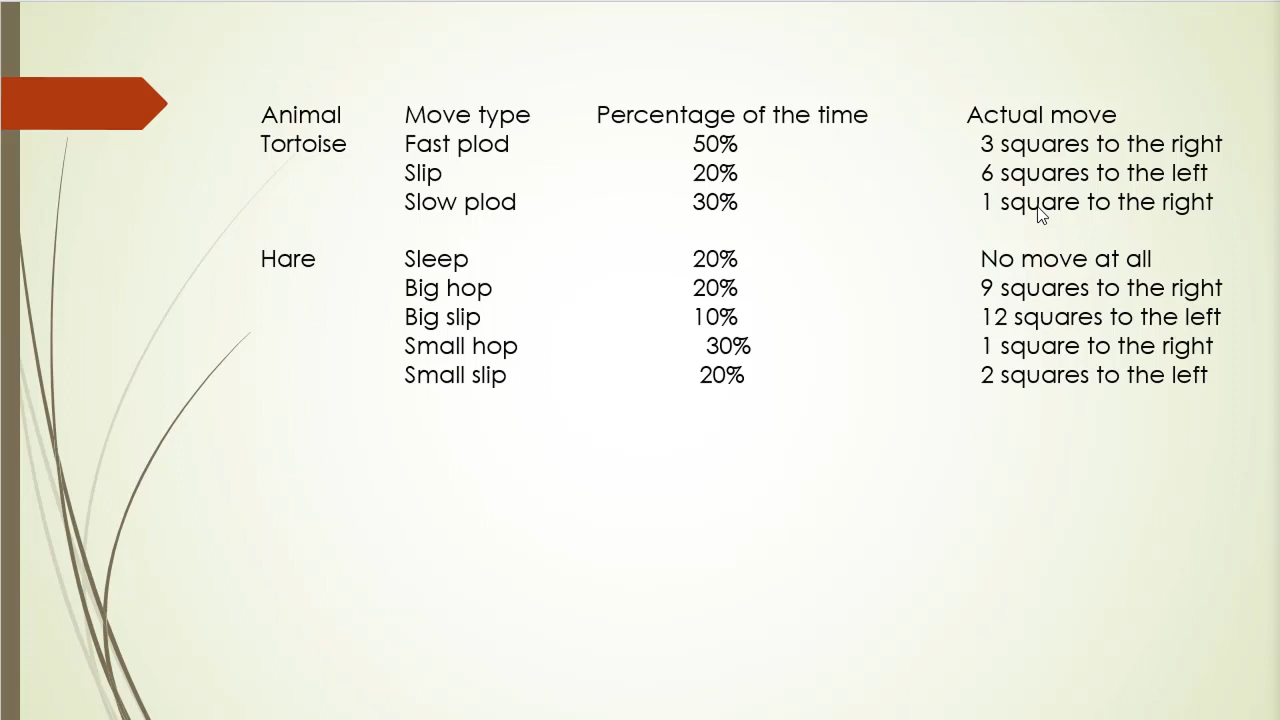 Animal Move type Percentage of the time Actual move
Tortoise Fast plod 50% 3 squares to the right
Slip 20% 6 squares to the left
Slow plod 30% 1 square to the right
Hare Sleep 20% No move at all
Big hop 20% 9 squares to the right
Big slip 10% 12 squares to the left
Small hop 30% 1 square to the right
Small slip 20% 2 squares to the left